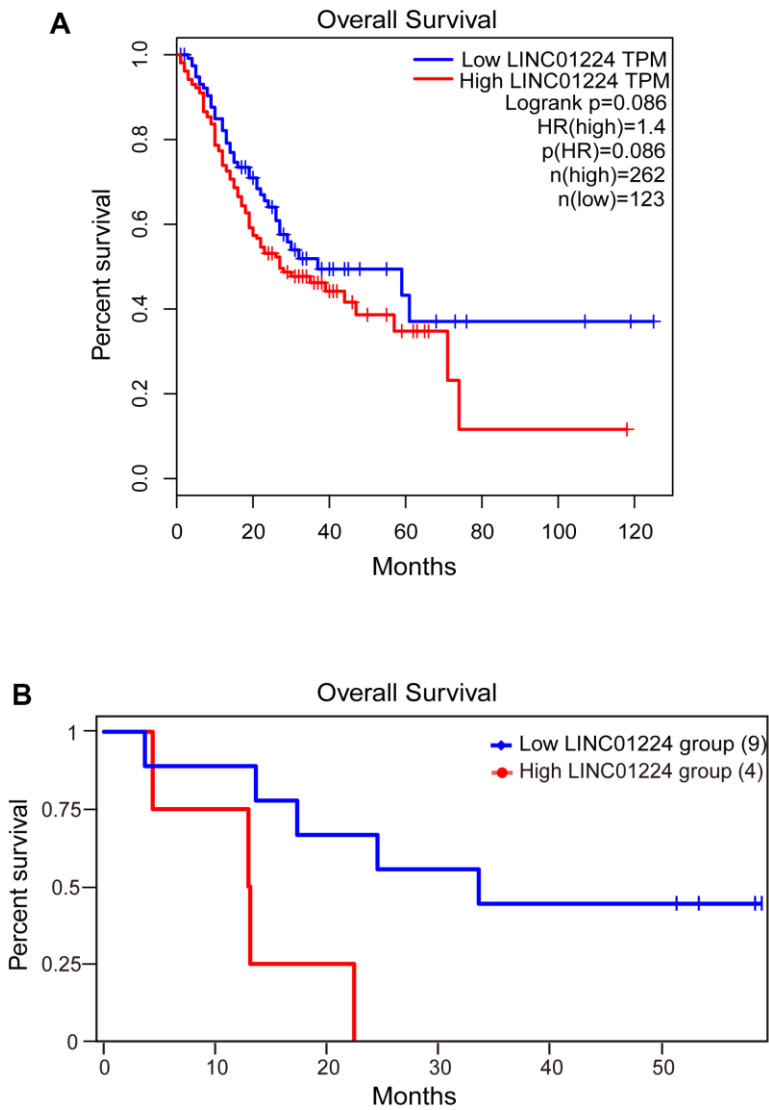 A
Overall Survival
Low LINC01224 TPM
High LINC01224 TPM
Logrank p=0.086
HR(high)=1.4
p(HR)=0.086
n(high)=262
n(low)=123
Percent survival
1.0
0.8
0.6
0.4
0.2
0.0
0 20 40 60 80 100 120
Months
B
Overall Survival
Low LINC01224 group (9)
High LINC01224 group (4)
Percent survival
1
0.75
0.5
0.25
0
0 10 20 30 40 50
Months